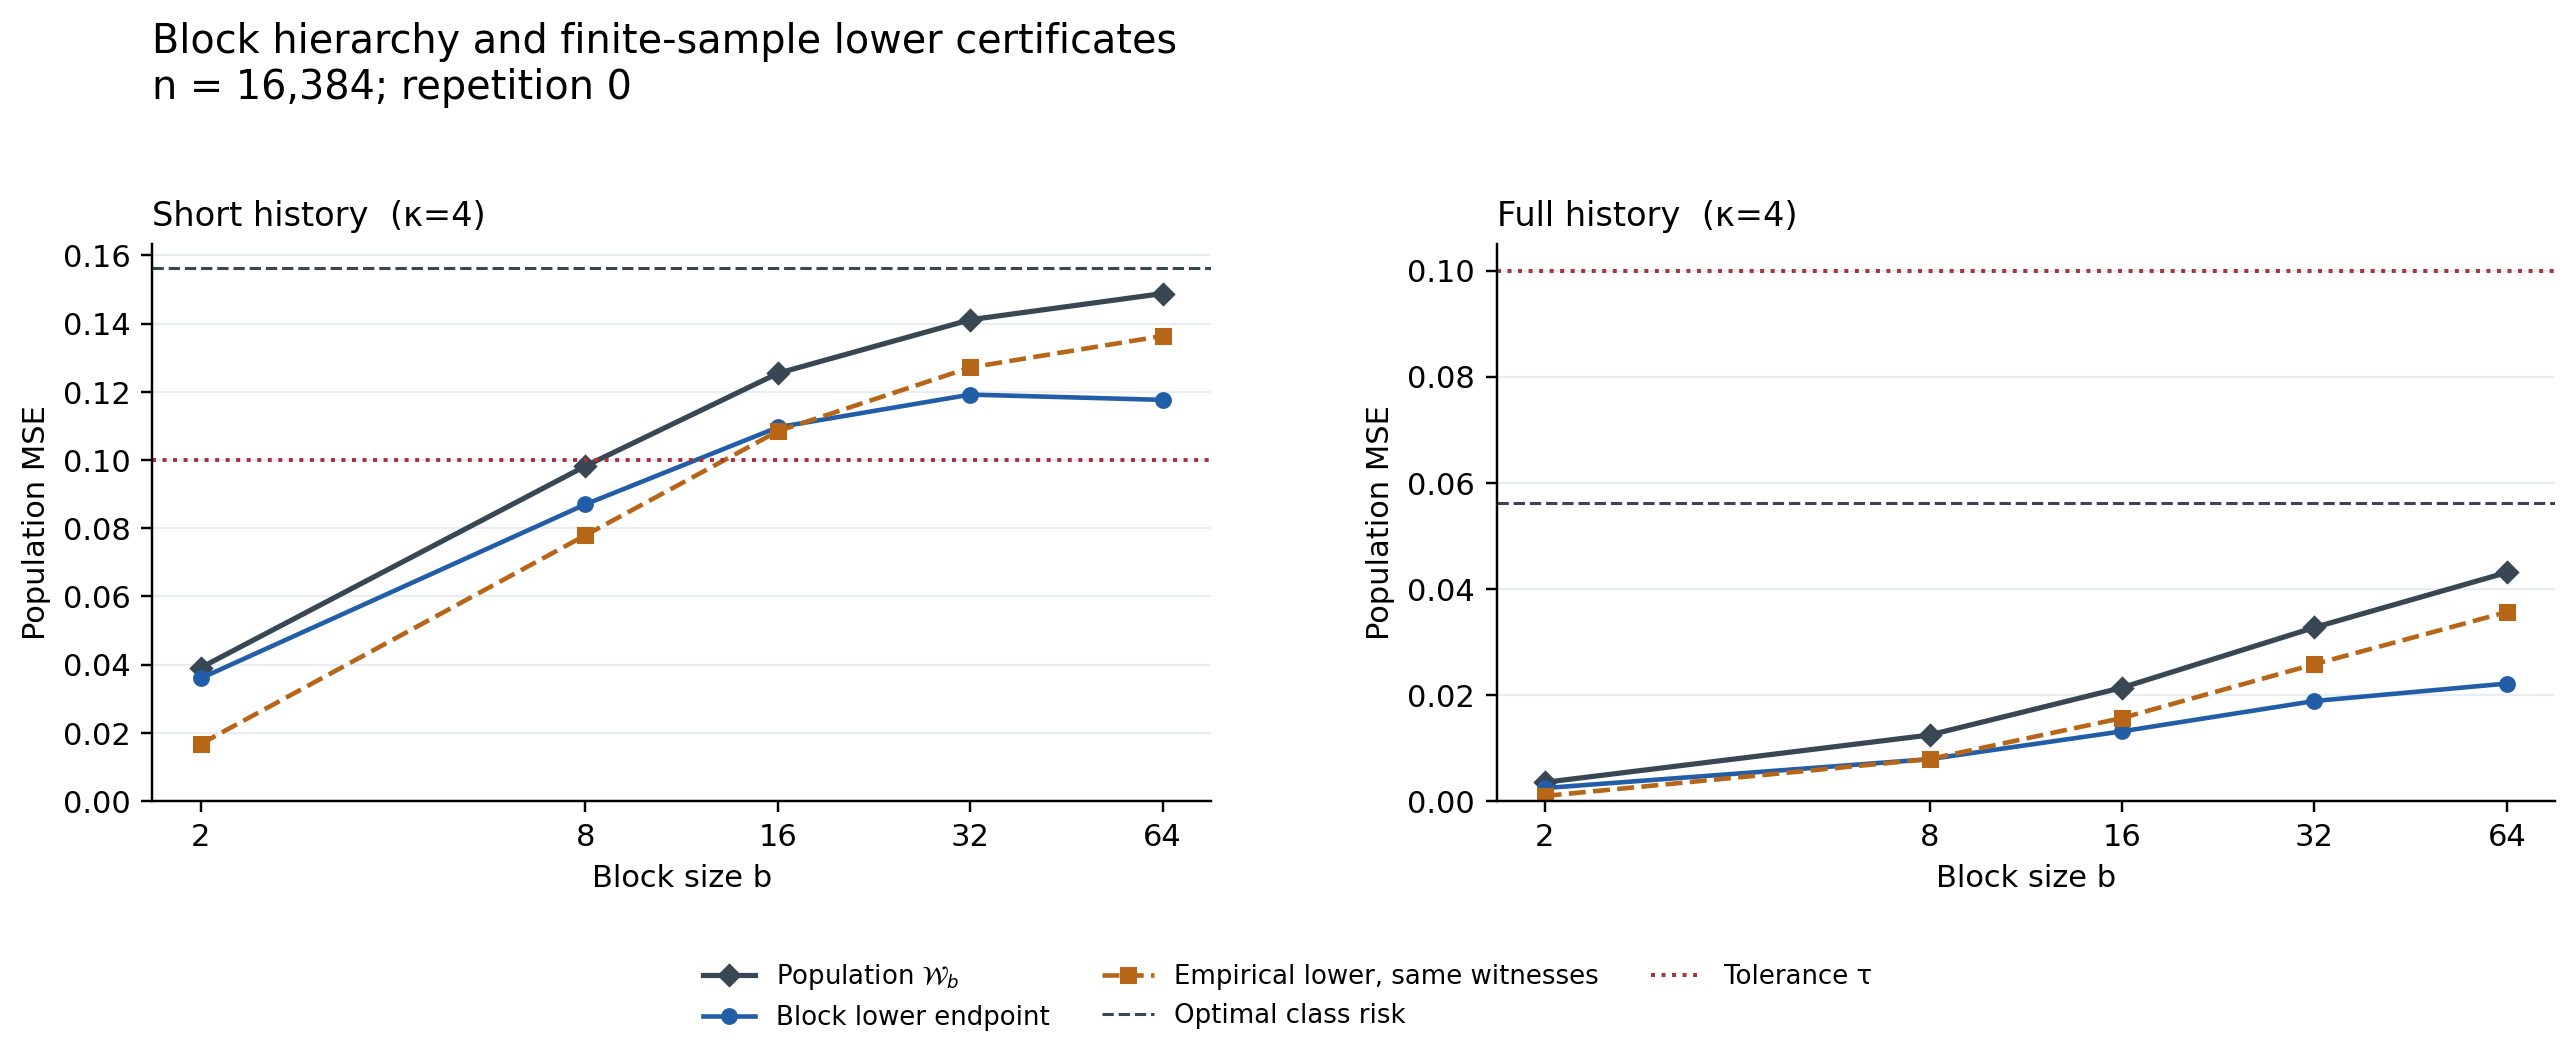 Block hierarchy and finite-sample lower certificates
n = 16,384; repetition 0
Short history (κ=4)
Population MSE
0.16
0.14
0.12
0.10
0.08
0.06
0.04
0.02
0.00
2 8 16 32 64
Block size b
Full history (κ=4)
Population MSE
0.10
0.08
0.06
0.04
0.02
0.00
2 8 16 32 64
Block size b
Population 𝒲_b
Block lower endpoint
Empirical lower, same witnesses
Optimal class risk
Tolerance τ